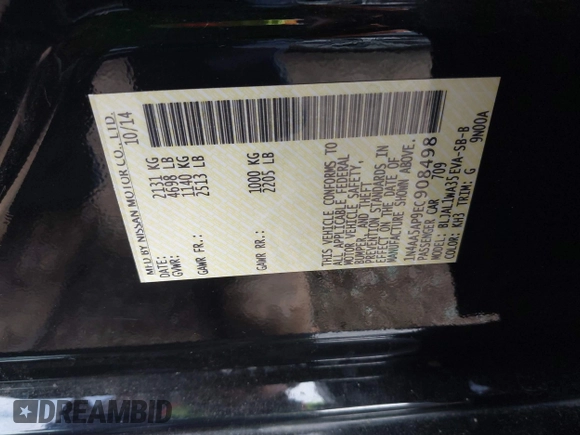 MFD BY NISSAN MOTOR CO., LTD.
DATE: 10/14
GVWR: 2131 KG
4698 LB
GAWR FR.: 1140 KG
2513 LB
GAWR RR.: 1000 KG
2205 LB
THIS VEHICLE CONFORMS TO
ALL APPLICABLE FEDERAL
MOTOR VEHICLE SAFETY,
BUMPER, AND THEFT
PREVENTION STANDARDS IN
EFFECT ON THE DATE OF
MANUFACTURE SHOWN ABOVE.
1N4AA5AP9EC908498
PASSENGER CAR 709
MODEL: BLJALWWA35EVA-SB-B
COLOR: KH3 TRIM: G 9N00A
DREAMBID